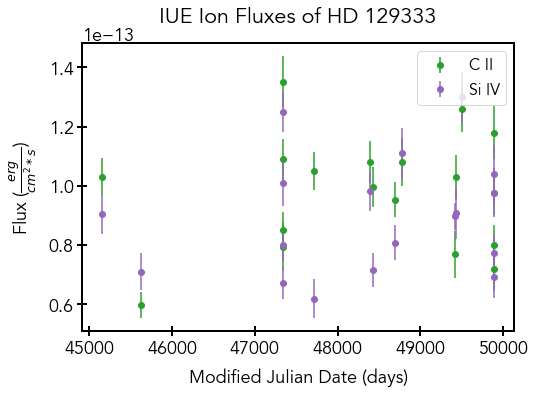 IUE Ion Fluxes of HD 129333
1e−13
C II
Si IV
1.4
1.2
1.0
0.8
0.6
Flux (erg/cm²*s)
45000 46000 47000 48000 49000 50000
Modified Julian Date (days)